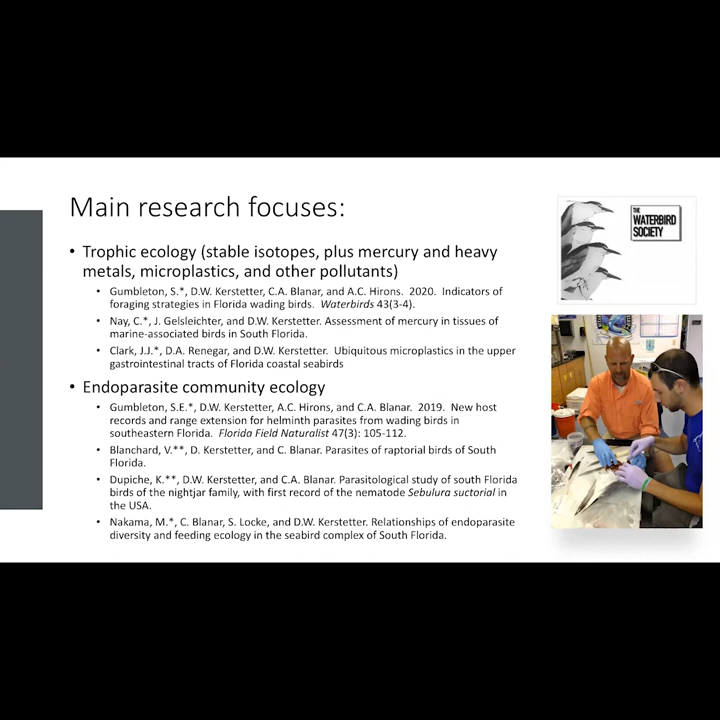 Main research focuses:
• Trophic ecology (stable isotopes, plus mercury and heavy
metals, microplastics, and other pollutants)
• Gumbleton, S.*, D.W. Kerstetter, C.A. Blanar, and A.C. Hirons. 2020. Indicators of
foraging strategies in Florida wading birds. Waterbirds 43(3-4).
• Nay, C.*, J. Gelsleichter, and D.W. Kerstetter. Assessment of mercury in tissues of
marine-associated birds in South Florida.
• Clark, J.J.*, D.A. Renegar, and D.W. Kerstetter. Ubiquitous microplastics in the upper
gastrointestinal tracts of Florida coastal seabirds
• Endoparasite community ecology
• Gumbleton, S.E.*, D.W. Kerstetter, A.C. Hirons, and C.A. Blanar. 2019. New host
records and range extension for helminth parasites from wading birds in
southeastern Florida. Florida Field Naturalist 47(3): 105-112.
• Blanchard, V.**, D. Kerstetter, and C. Blanar. Parasites of raptorial birds of South
Florida.
• Dupiche, K.**, D.W. Kerstetter, and C.A. Blanar. Parasitological study of south Florida
birds of the nightjar family, with first record of the nematode Sebulura suctorial in
the USA.
• Nakama, M.*, C. Blanar, S. Locke, and D.W. Kerstetter. Relationships of endoparasite
diversity and feeding ecology in the seabird complex of South Florida.
THE
WATERBIRD
SOCIETY